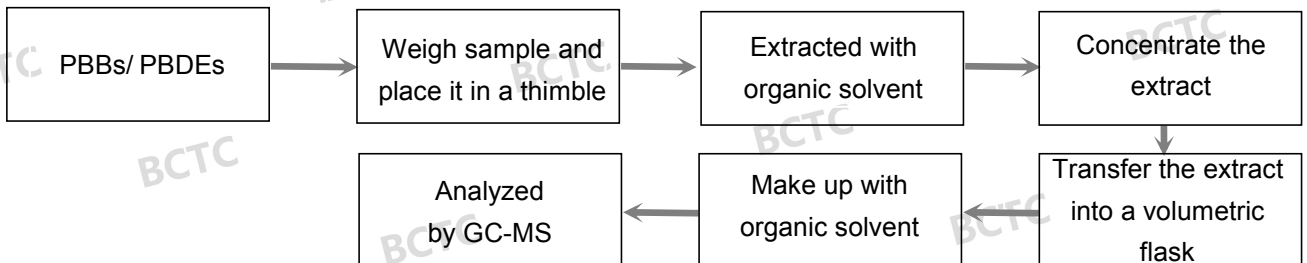 PBBs/ PBDEs
Weigh sample and
place it in a thimble
Extracted with
organic solvent
Concentrate the
extract
Transfer the extract
into a volumetric
flask
Make up with
organic solvent
Analyzed
by GC-MS
TC
BCTC
BCTC
BCTC
BCTC
BCTC
BCTC